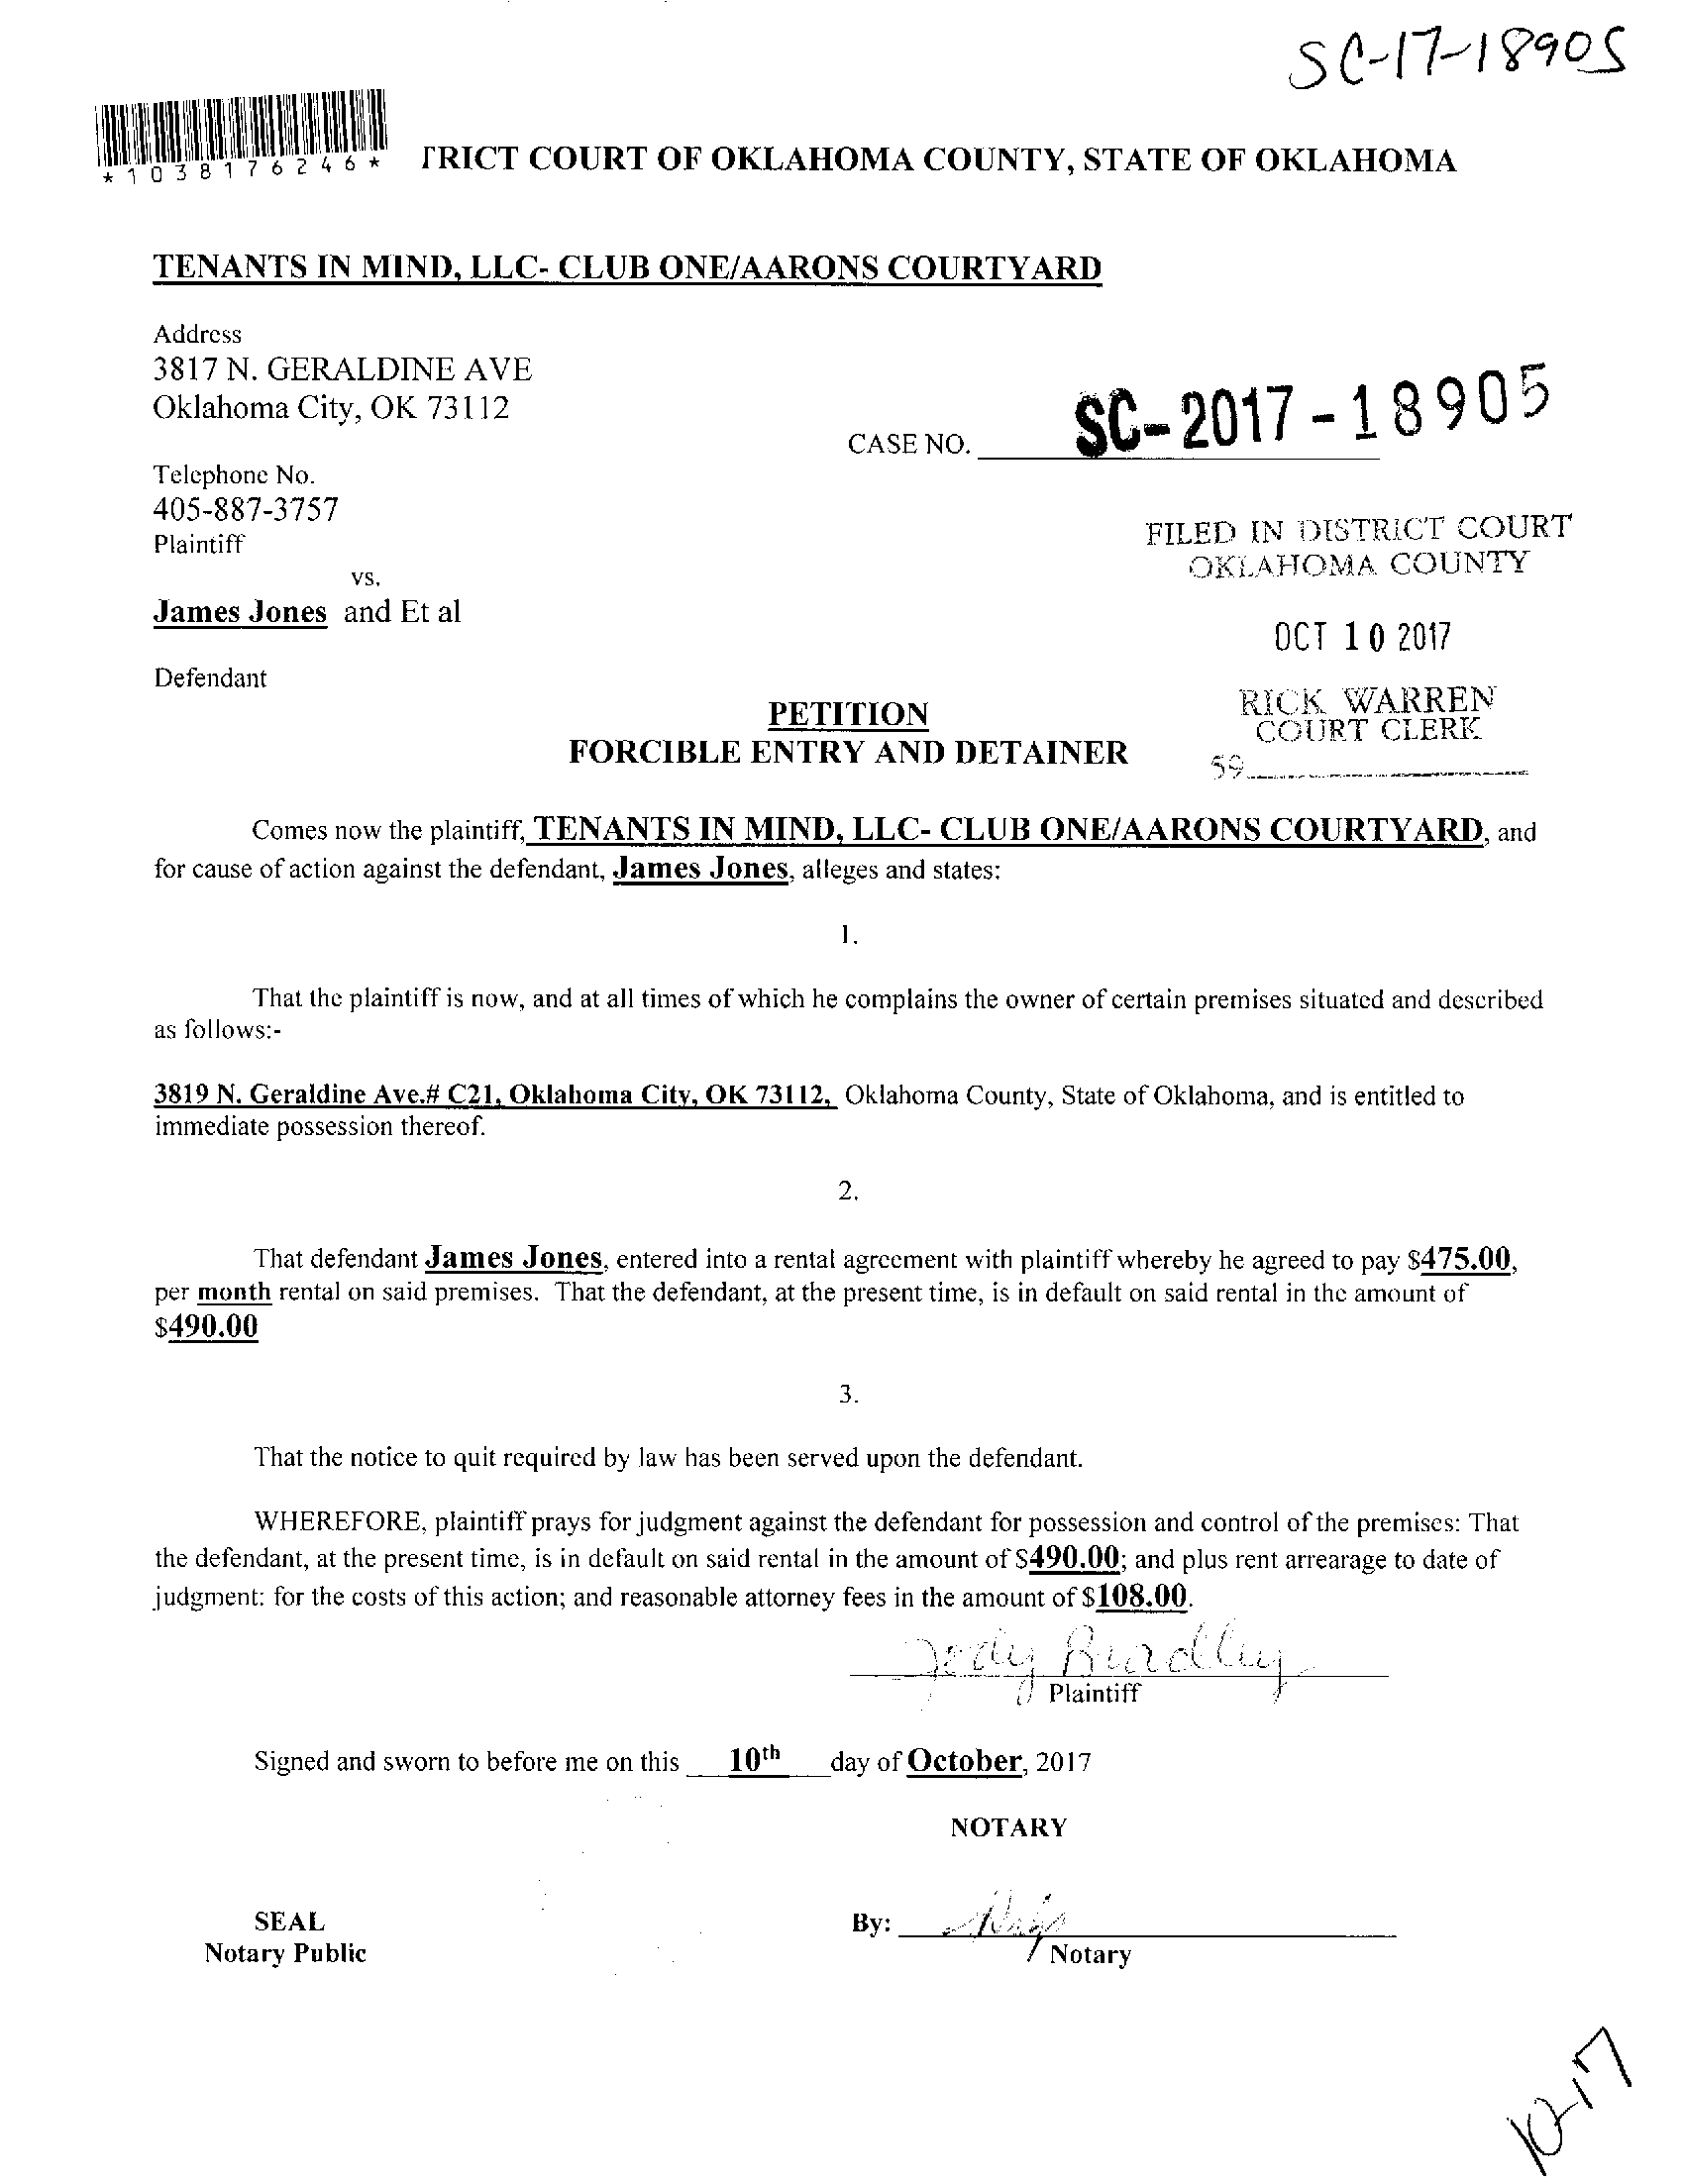 SC-17-18905
*1038176246*
TRICT COURT OF OKLAHOMA COUNTY, STATE OF OKLAHOMA
TENANTS IN MIND, LLC- CLUB ONE/AARONS COURTYARD
Address
3817 N. GERALDINE AVE
Oklahoma City, OK 73112
CASE NO. SC-2017-18905
Telephone No.
405-887-3757
Plaintiff
FILED IN DISTRICT COURT
OKLAHOMA COUNTY
vs.
James Jones and Et al
OCT 10 2017
Defendant
RICK WARREN
COURT CLERK
59
PETITION
FORCIBLE ENTRY AND DETAINER
Comes now the plaintiff, TENANTS IN MIND, LLC- CLUB ONE/AARONS COURTYARD, and
for cause of action against the defendant, James Jones, alleges and states:
1.
That the plaintiff is now, and at all times of which he complains the owner of certain premises situated and described
as follows:-
3819 N. Geraldine Ave.# C21, Oklahoma City, OK 73112, Oklahoma County, State of Oklahoma, and is entitled to
immediate possession thereof.
2.
That defendant James Jones, entered into a rental agreement with plaintiff whereby he agreed to pay $475.00,
per month rental on said premises. That the defendant, at the present time, is in default on said rental in the amount of
$490.00
3.
That the notice to quit required by law has been served upon the defendant.
WHEREFORE, plaintiff prays for judgment against the defendant for possession and control of the premises: That
the defendant, at the present time, is in default on said rental in the amount of $490.00; and plus rent arrearage to date of
judgment: for the costs of this action; and reasonable attorney fees in the amount of $108.00.
Plaintiff
Signed and sworn to before me on this 10th day of October, 2017
NOTARY
SEAL
Notary Public
By:
Notary
10-17